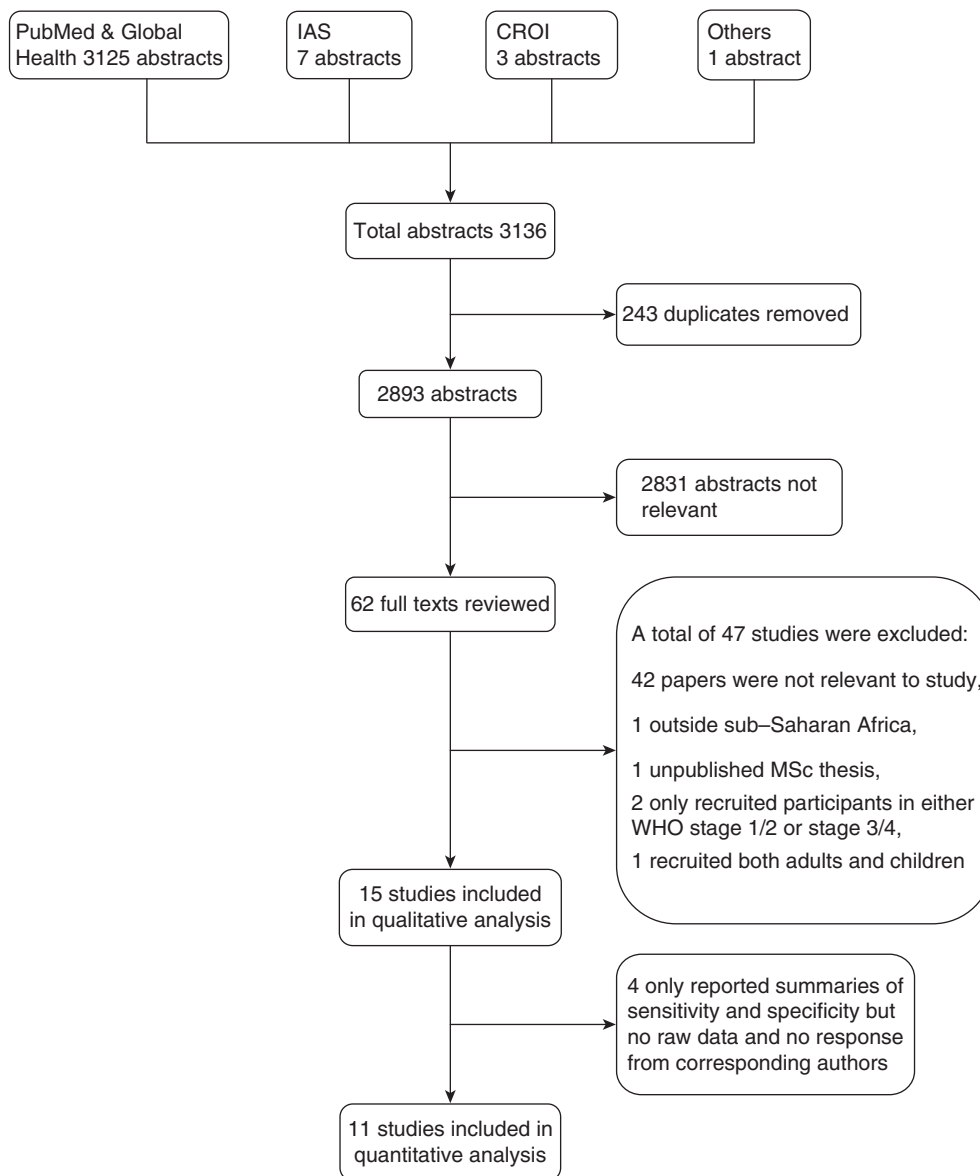 PubMed & Global
Health 3125 abstracts
IAS
7 abstracts
CROI
3 abstracts
Others
1 abstract
Total abstracts 3136
243 duplicates removed
2893 abstracts
2831 abstracts not
relevant
62 full texts reviewed
A total of 47 studies were excluded:
42 papers were not relevant to study,
1 outside sub–Saharan Africa,
1 unpublished MSc thesis,
2 only recruited participants in either
WHO stage 1/2 or stage 3/4,
1 recruited both adults and children
15 studies included
in qualitative analysis
4 only reported summaries of
sensitivity and specificity but
no raw data and no response
from corresponding authors
11 studies included in
quantitative analysis